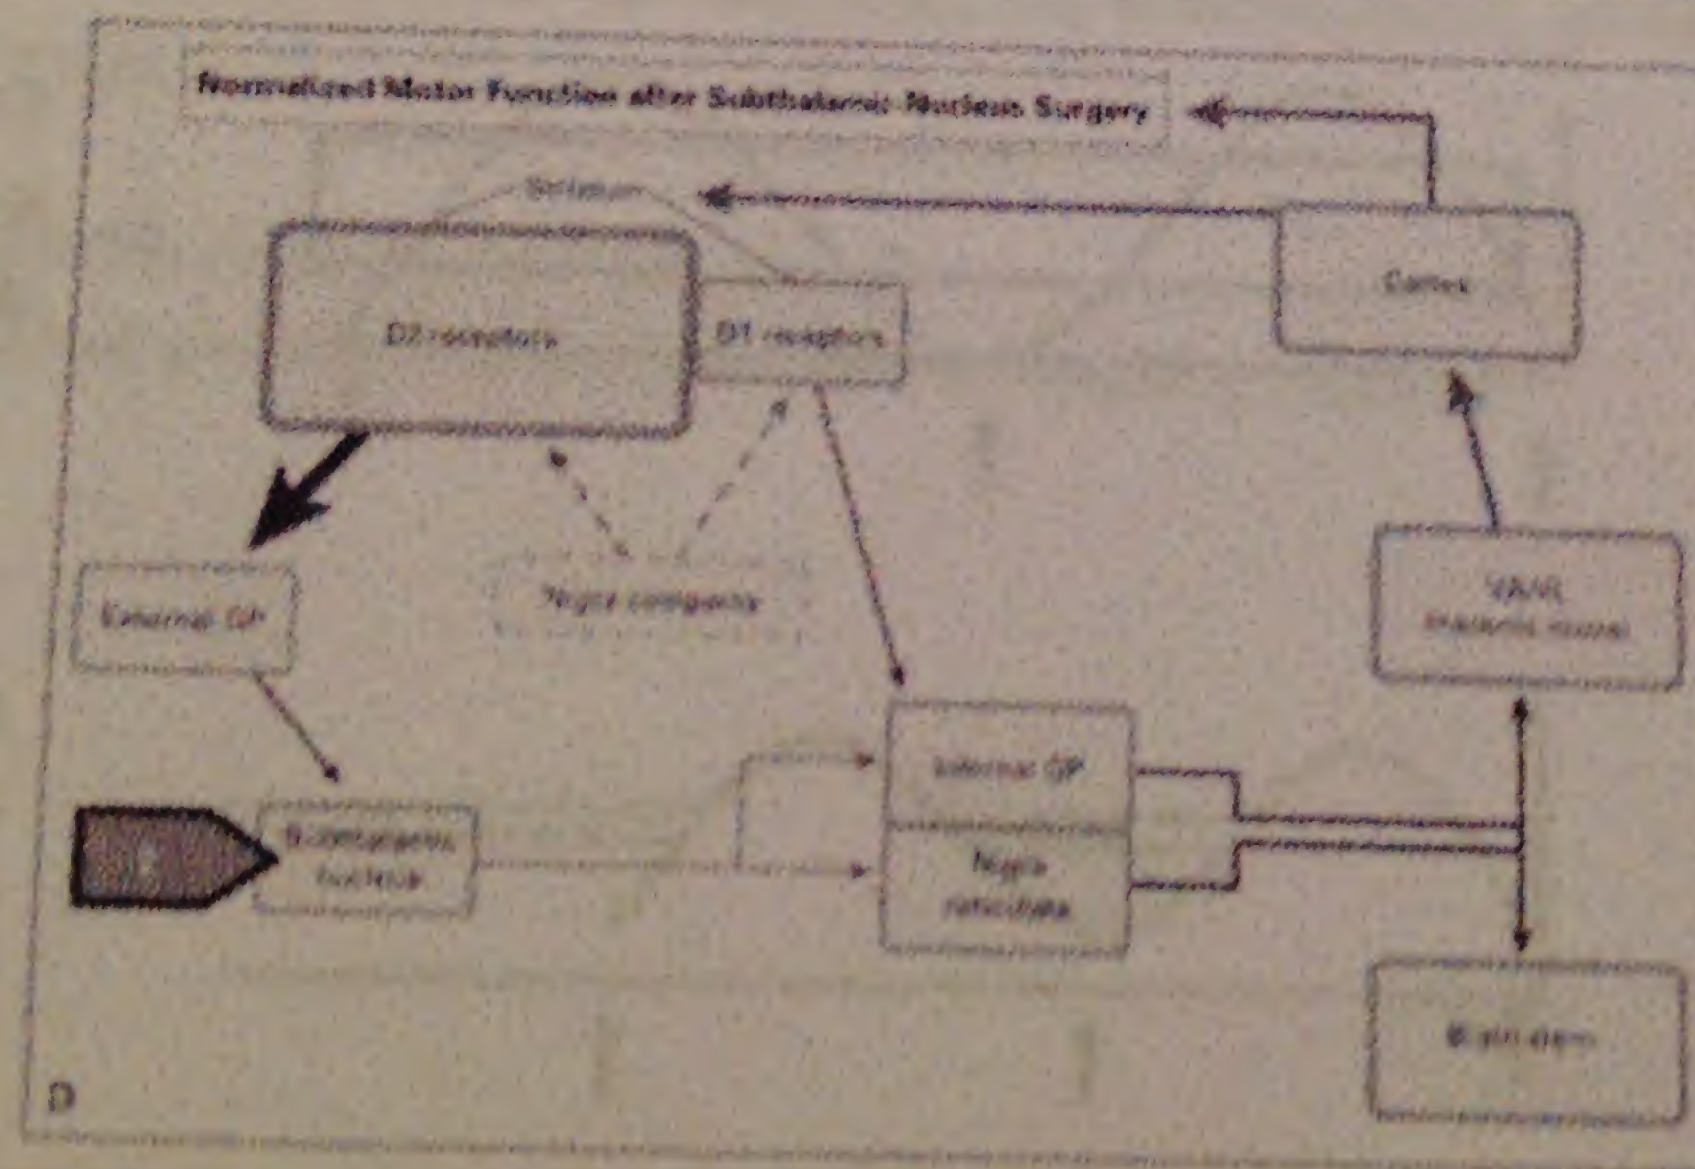 Normalized Motor Function after Subthalamic Nucleus Surgery
Striatum
D2 receptors
D1 receptors
Cortex
External GP
Nigra compacta
VA/VL
thalamic nuclei
Subthalamic
nucleus
Internal GP
Nigra
reticulata
Brain stem
D